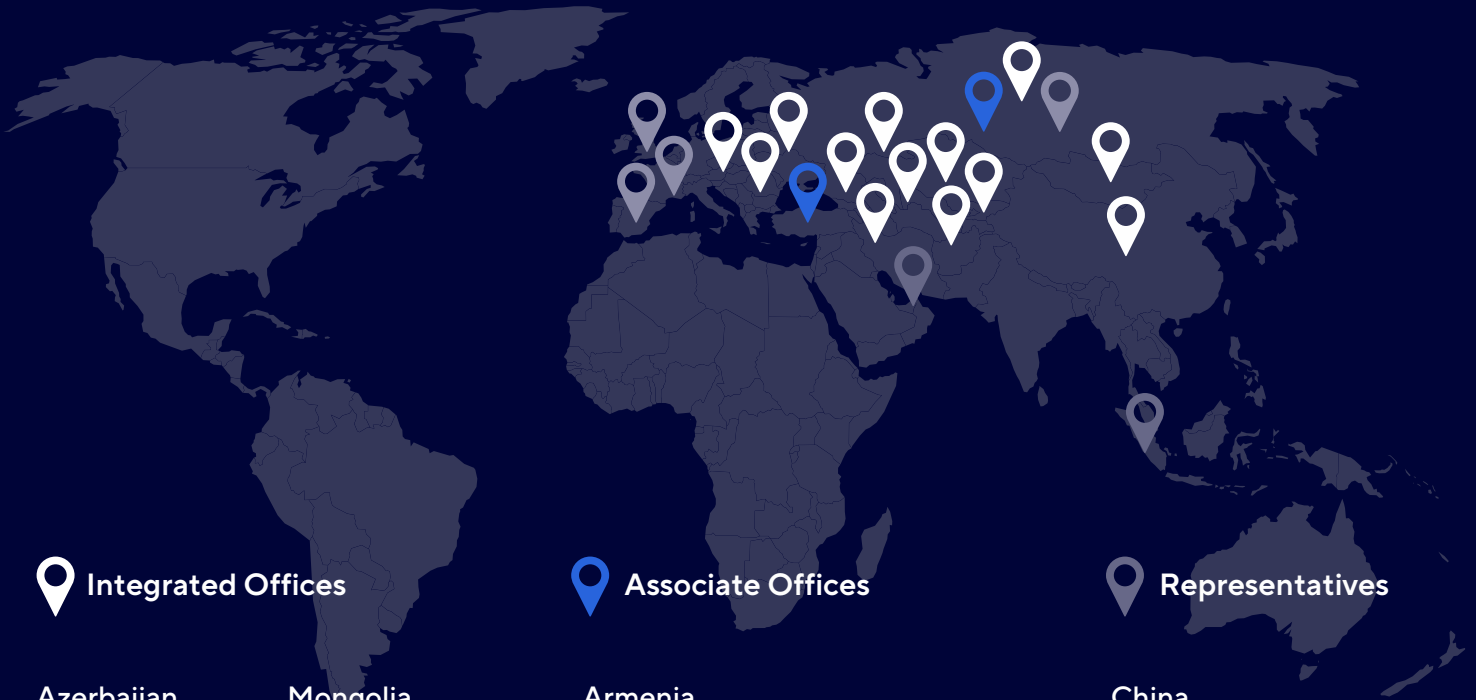 Integrated Offices
Associate Offices
Representatives
Azerbaijan
Mongolia
Armenia
China